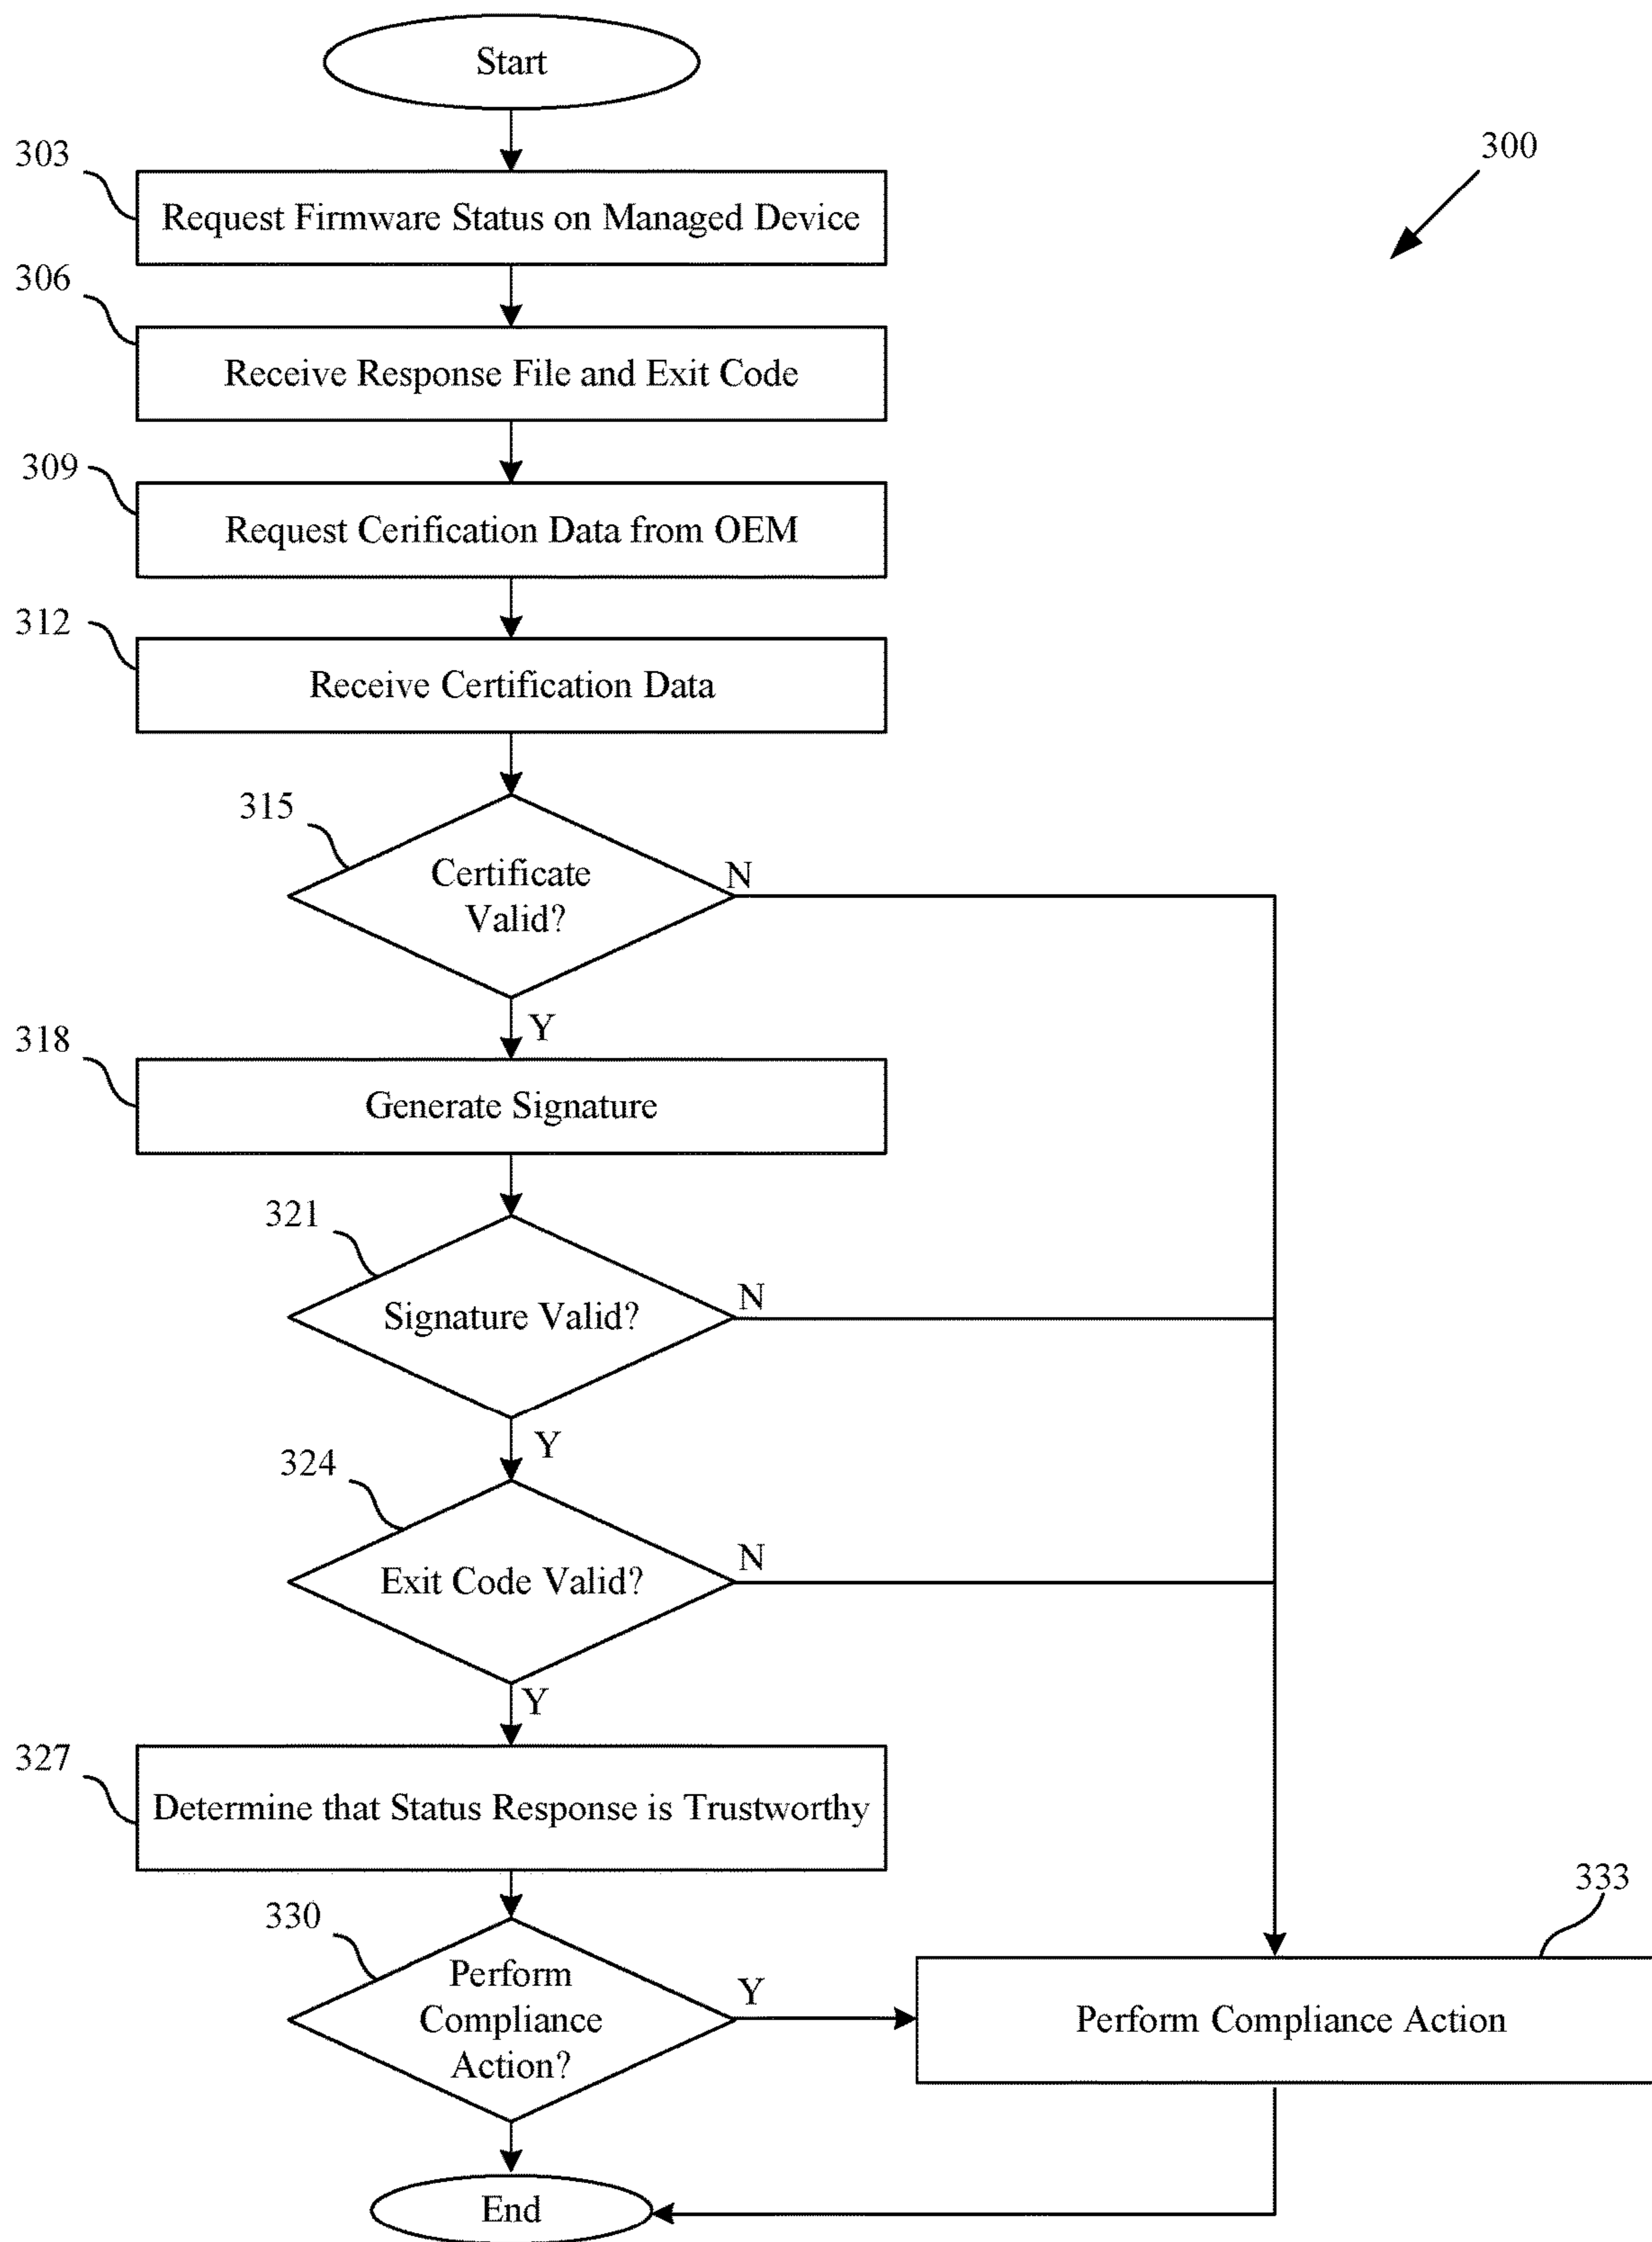 Start
303
300
Request Firmware Status on Managed Device
306
Receive Response File and Exit Code
309
Request Cerification Data from OEM
312
Receive Certification Data
315
Certificate
Valid?
N
Y
318
Generate Signature
321
Signature Valid?
N
Y
324
Exit Code Valid?
N
Y
327
Determine that Status Response is Trustworthy
330
333
Perform
Compliance
Action?
Y
Perform Compliance Action
End